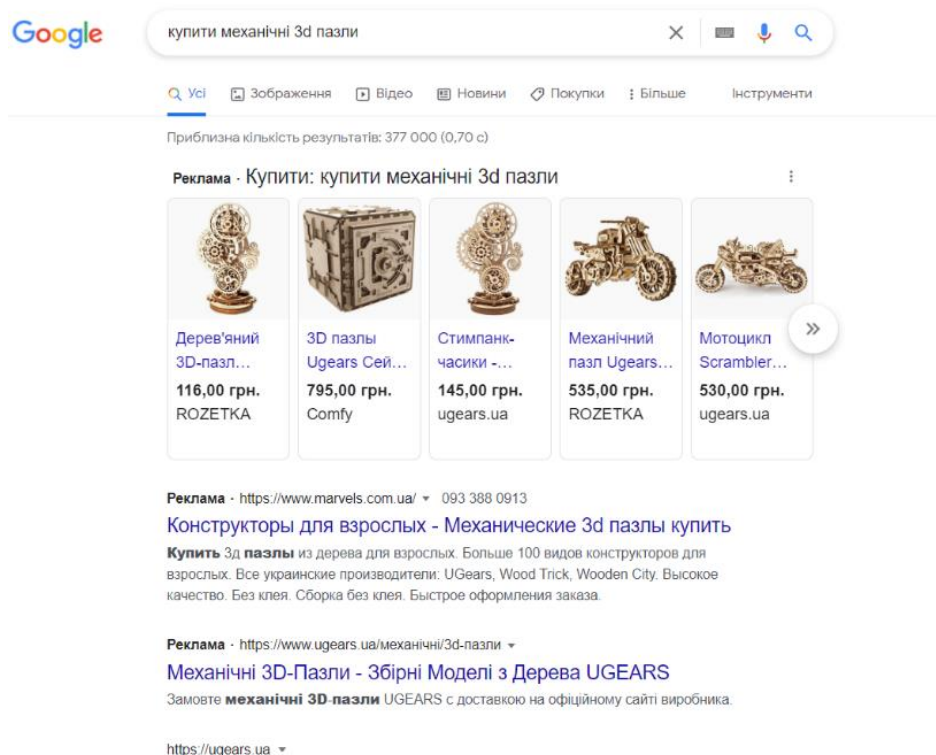 Google
купити механічні 3d пазли
Усі Зображення Відео Новини Покупки Більше Інструменти
Приблизна кількість результатів: 377 000 (0,70 с)
Реклама · Купити: купити механічні 3d пазли
Дерев'яний
3D-пазл...
116,00 грн.
ROZETKA
3D пазлы
Ugears Сей...
795,00 грн.
Comfy
Стимпанк-
часики -...
145,00 грн.
ugears.ua
Механічний
пазл Ugears...
535,00 грн.
ROZETKA
Мотоцикл
Scrambler...
530,00 грн.
ugears.ua
Реклама · https://www.marvels.com.ua/ 093 388 0913
Конструкторы для взрослых - Механические 3d пазлы купить
Купить 3д пазлы из дерева для взрослых. Больше 100 видов конструкторов для
взрослых. Все украинские производители: UGears, Wood Trick, Wooden City. Высокое
качество. Без клея. Сборка без клея. Быстрое оформления заказа.
Реклама · https://www.ugears.ua/механічні/3d-пазли
Механічні 3D-Пазли - Збірні Моделі з Дерева UGEARS
Замовте механічні 3D-пазли UGEARS с доставкою на офіційному сайті виробника.
https://ugears.ua